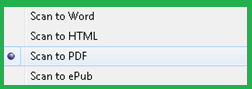 Scan to Word
Scan to HTML
Scan to PDF
Scan to ePub